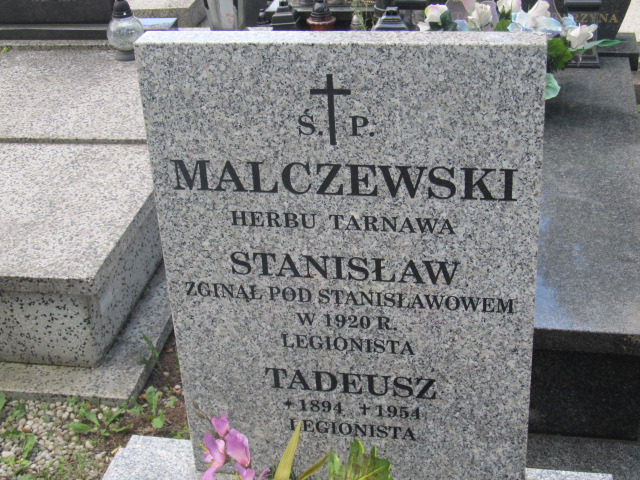 Ś. P.
MALCZEWSKI
HERBU TARNAWA
STANISŁAW
ZGINĄŁ POD STANISŁAWOWEM
W 1920 R.
LEGIONISTA
TADEUSZ
+ 1894 + 1954
LEGIONISTA